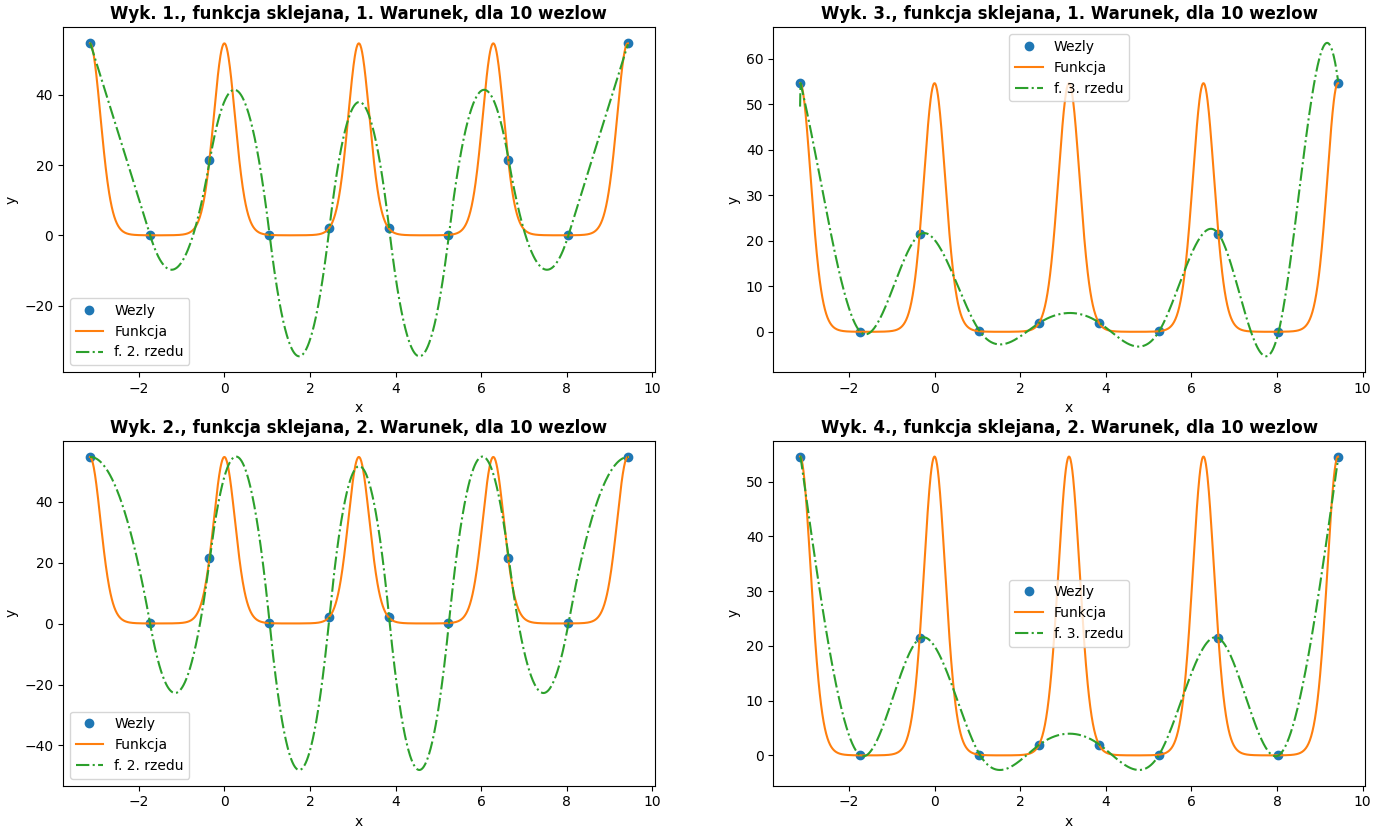 Wyk. 1., funkcja sklejana, 1. Warunek, dla 10 wezlow
y
40
20
0
−20
Wezly
Funkcja
f. 2. rzedu
−2 0 2 4 6 8 10
x
Wyk. 3., funkcja sklejana, 1. Warunek, dla 10 wezlow
y
60
50
40
30
20
10
0
Wezly
Funkcja
f. 3. rzedu
−2 0 2 4 6 8 10
x
Wyk. 2., funkcja sklejana, 2. Warunek, dla 10 wezlow
y
40
20
0
−20
−40
Wezly
Funkcja
f. 2. rzedu
−2 0 2 4 6 8 10
x
Wyk. 4., funkcja sklejana, 2. Warunek, dla 10 wezlow
y
50
40
30
20
10
0
Wezly
Funkcja
f. 3. rzedu
−2 0 2 4 6 8 10
x